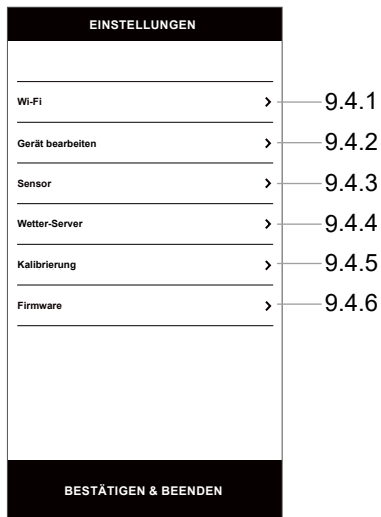 EINSTELLUNGEN
Wi-Fi > 9.4.1
Gerät bearbeiten > 9.4.2
Sensor > 9.4.3
Wetter-Server > 9.4.4
Kalibrierung > 9.4.5
Firmware > 9.4.6
BESTÄTIGEN & BEENDEN